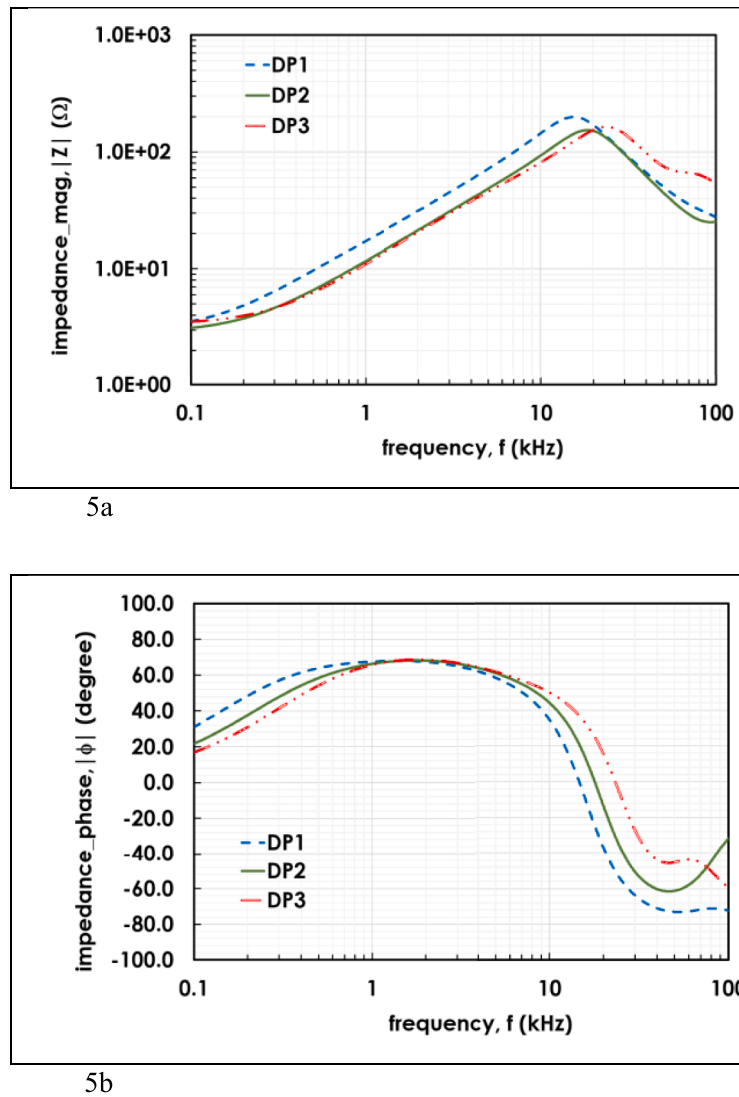 1.0E+03
1.0E+02
1.0E+01
1.0E+00
impedance_mag, |Z| (Ω)
DP1
DP2
DP3
0.1 1 10 100
frequency, f (kHz)
5a
100.0
80.0
60.0
40.0
20.0
0.0
-20.0
-40.0
-60.0
-80.0
-100.0
impedance_phase, |ϕ| (degree)
DP1
DP2
DP3
0.1 1 10 100
frequency, f (kHz)
5b